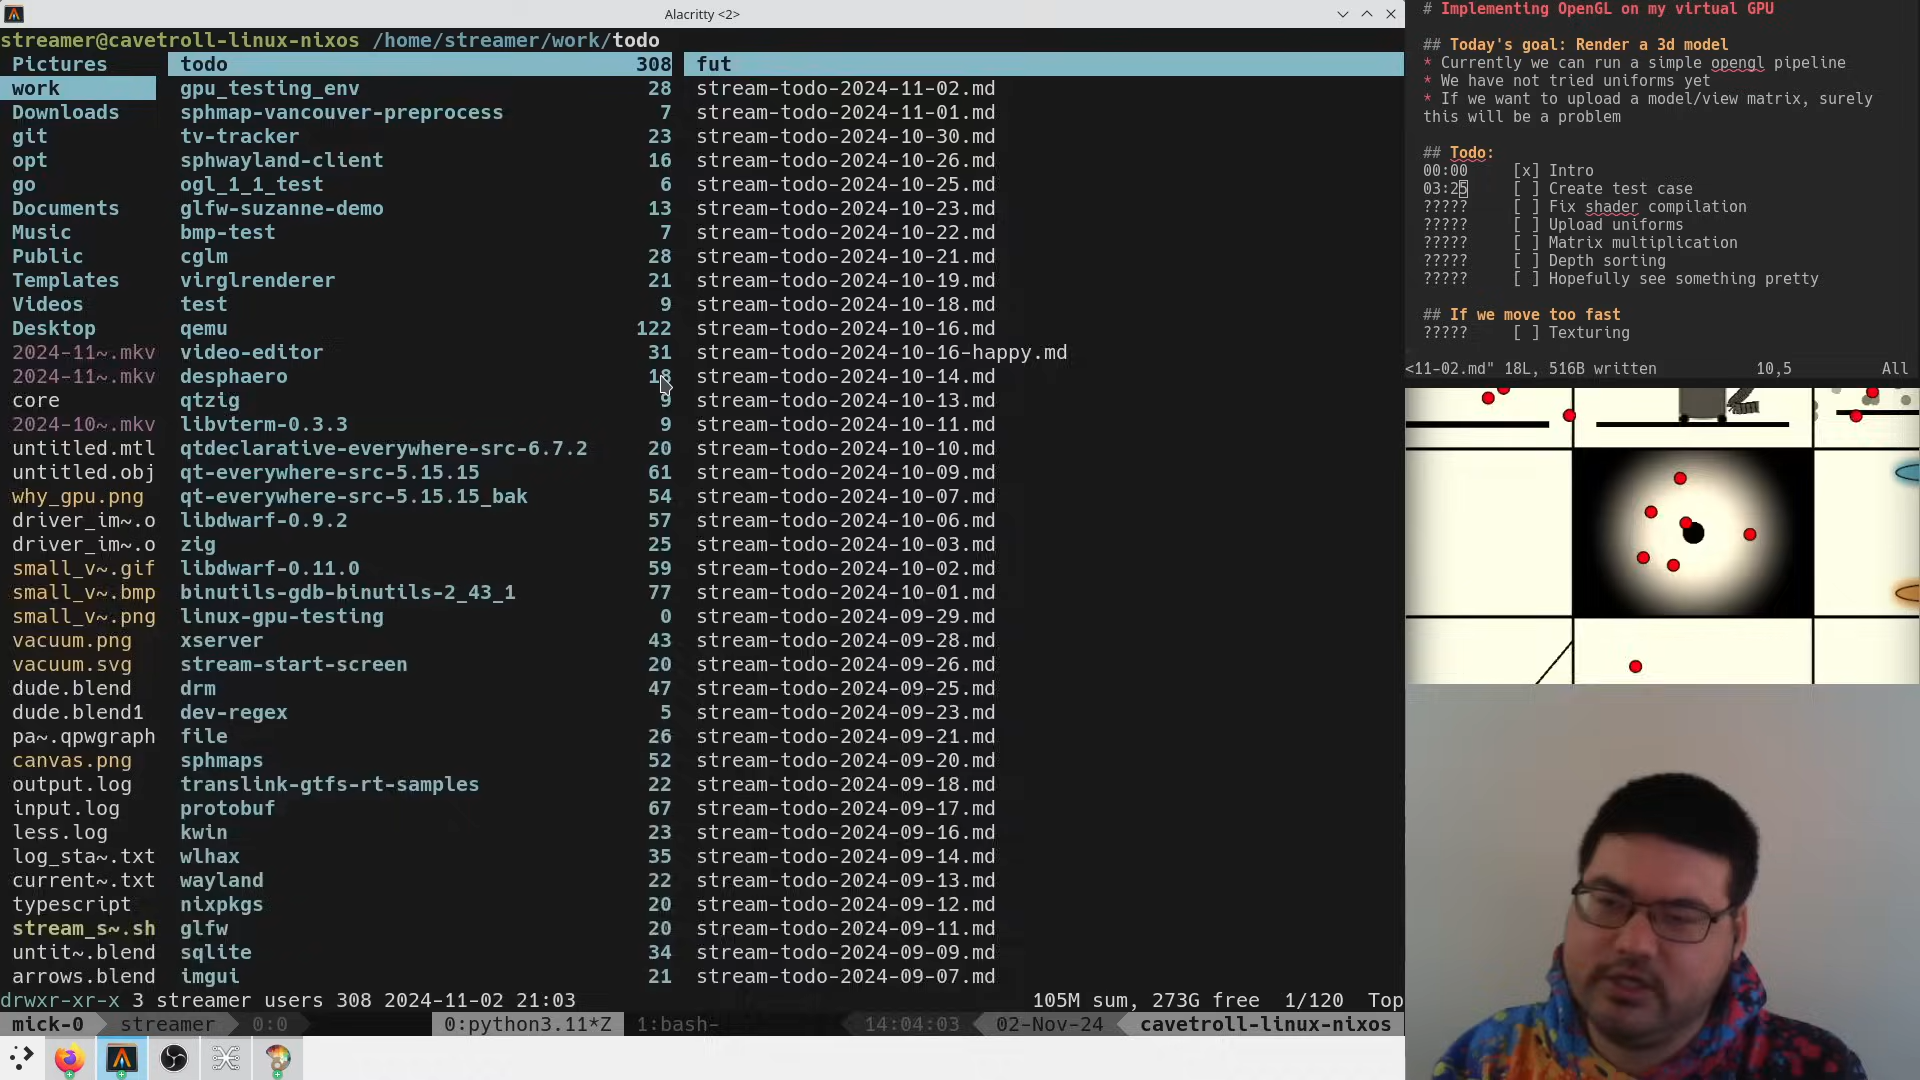 Alacritty <2>
streamer@cavetroll-linux-nixos /home/streamer/work/todo
Pictures
work
Downloads
git
opt
go
Documents
Music
Public
Templates
Videos
Desktop
2024-11~.mkv
2024-11~.mkv
core
2024-10~.mkv
untitled.mtl
untitled.obj
why_gpu.png
driver_im~.o
driver_im~.o
small_v~.gif
small_v~.bmp
small_v~.png
vacuum.png
vacuum.svg
dude.blend
dude.blend1
pa~.qpwgraph
canvas.png
output.log
input.log
less.log
log_sta~.txt
current~.txt
typescript
stream_s~.sh
untit~.blend
arrows.blend
todo 308
gpu_testing_env 28
sphmap-vancouver-preprocess 7
tv-tracker 23
sphwayland-client 16
ogl_1_1_test 6
glfw-suzanne-demo 13
bmp-test 7
cglm 28
virglrenderer 21
test 9
qemu 122
video-editor 31
desphaero 18
qtzig 9
libvterm-0.3.3 9
qtdeclarative-everywhere-src-6.7.2 20
qt-everywhere-src-5.15.15 61
qt-everywhere-src-5.15.15_bak 54
libdwarf-0.9.2 57
zig 25
libdwarf-0.11.0 59
binutils-gdb-binutils-2_43_1 77
linux-gpu-testing 0
xserver 43
stream-start-screen 20
drm 47
dev-regex 5
file 26
sphmaps 52
translink-gtfs-rt-samples 22
protobuf 67
kwin 23
wlhax 35
wayland 22
nixpkgs 20
glfw 20
sqlite 34
imgui 21
fut
stream-todo-2024-11-02.md
stream-todo-2024-11-01.md
stream-todo-2024-10-30.md
stream-todo-2024-10-26.md
stream-todo-2024-10-25.md
stream-todo-2024-10-23.md
stream-todo-2024-10-22.md
stream-todo-2024-10-21.md
stream-todo-2024-10-19.md
stream-todo-2024-10-18.md
stream-todo-2024-10-16.md
stream-todo-2024-10-16-happy.md
stream-todo-2024-10-14.md
stream-todo-2024-10-13.md
stream-todo-2024-10-11.md
stream-todo-2024-10-10.md
stream-todo-2024-10-09.md
stream-todo-2024-10-07.md
stream-todo-2024-10-06.md
stream-todo-2024-10-03.md
stream-todo-2024-10-02.md
stream-todo-2024-10-01.md
stream-todo-2024-09-29.md
stream-todo-2024-09-28.md
stream-todo-2024-09-26.md
stream-todo-2024-09-25.md
stream-todo-2024-09-23.md
stream-todo-2024-09-21.md
stream-todo-2024-09-20.md
stream-todo-2024-09-18.md
stream-todo-2024-09-17.md
stream-todo-2024-09-16.md
stream-todo-2024-09-14.md
stream-todo-2024-09-13.md
stream-todo-2024-09-12.md
stream-todo-2024-09-11.md
stream-todo-2024-09-09.md
stream-todo-2024-09-07.md
drwxr-xr-x 3 streamer users 308 2024-11-02 21:03 105M sum, 273G free 1/120 Top
mick-0 streamer 0:0 0:python3.11*Z 1:bash- 14:04:03 02-Nov-24 cavetroll-linux-nixos
# Implementing OpenGL on my virtual GPU
## Today's goal: Render a 3d model
* Currently we can run a simple opengl pipeline
* We have not tried uniforms yet
* If we want to upload a model/view matrix, surely
this will be a problem
## Todo:
00:00 [x] Intro
03:25 [ ] Create test case
????? [ ] Fix shader compilation
????? [ ] Upload uniforms
????? [ ] Matrix multiplication
????? [ ] Depth sorting
????? [ ] Hopefully see something pretty
## If we move too fast
????? [ ] Texturing
<11-02.md" 18L, 516B written 10,5 All